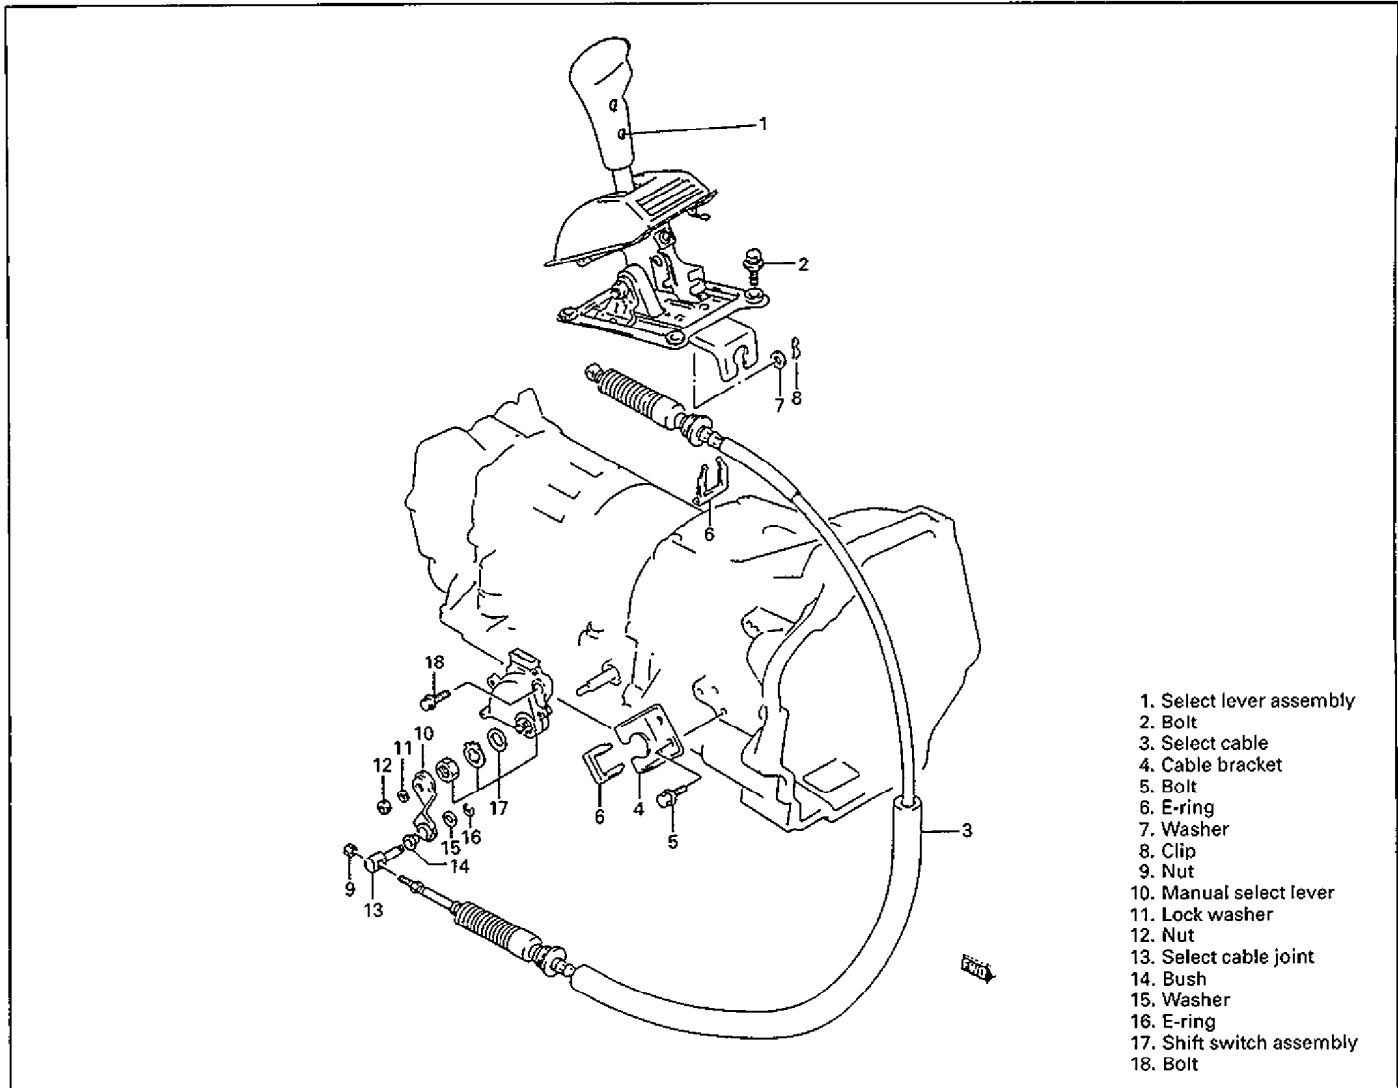 1
2
7
8
6
18
10
11
12
17
16
15
14
9
13
6
4
5
3
FWD
1. Select lever assembly
2. Bolt
3. Select cable
4. Cable bracket
5. Bolt
6. E-ring
7. Washer
8. Clip
9. Nut
10. Manual select lever
11. Lock washer
12. Nut
13. Select cable joint
14. Bush
15. Washer
16. E-ring
17. Shift switch assembly
18. Bolt